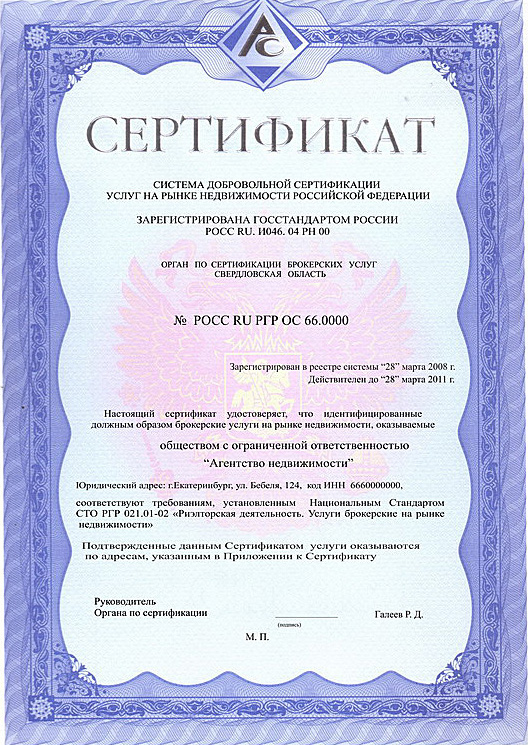 АС
СЕРТИФИКАТ
СИСТЕМА ДОБРОВОЛЬНОЙ СЕРТИФИКАЦИИ
УСЛУГ НА РЫНКЕ НЕДВИЖИМОСТИ РОССИЙСКОЙ ФЕДЕРАЦИИ
ЗАРЕГИСТРИРОВАНА ГОССТАНДАРТОМ РОССИИ
РОСС RU. И046. 04 РН 00
ОРГАН ПО СЕРТИФИКАЦИИ БРОКЕРСКИХ УСЛУГ
СВЕРДЛОВСКАЯ ОБЛАСТЬ
№ РОСС RU РГР ОС 66.0000
Зарегистрирован в реестре системы “28” марта 2008 г.
Действителен до “28” марта 2011 г.
Настоящий сертификат удостоверяет, что идентифицированные
должным образом брокерские услуги на рынке недвижимости, оказываемые
обществом с ограниченной ответственностью
“Агентство недвижимости”
Юридический адрес: г.Екатеринбург, ул. Бебеля, 124, код ИНН 6660000000,
соответствуют требованиям, установленным Национальным Стандартом
СТО РГР 021.01-02 «Риэлторская деятельность. Услуги брокерские на рынке
недвижимости»
Подтвержденные данным Сертификатом услуги оказываются
по адресам, указанным в Приложении к Сертификату
Руководитель
Органа по сертификации
Галеев Р. Д.
(подпись)
М. П.